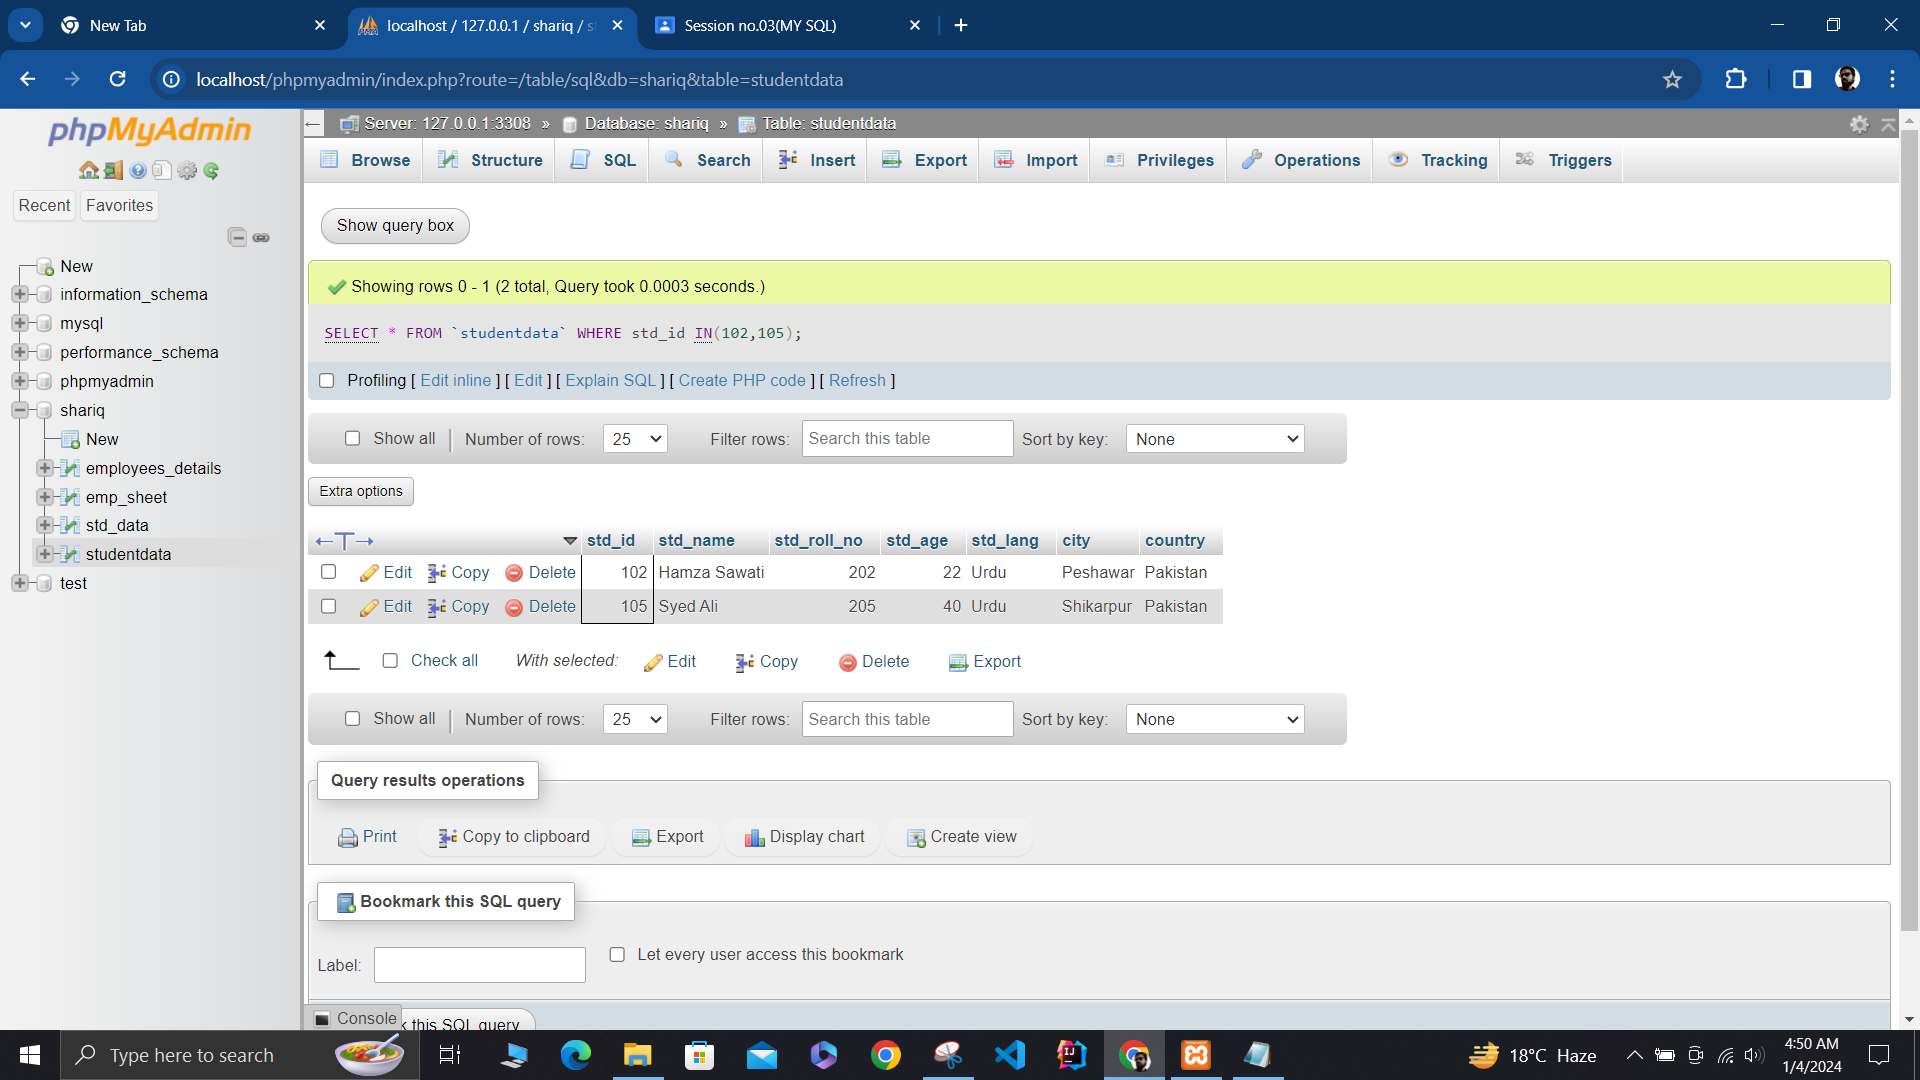 New Tab
localhost / 127.0.0.1 / shariq / s
Session no.03(MY SQL)
localhost/phpmyadmin/index.php?route=/table/sql&db=shariq&table=studentdata
phpMyAdmin
Recent Favorites
New
information_schema
mysql
performance_schema
phpmyadmin
shariq
New
employees_details
emp_sheet
std_data
studentdata
test
Server: 127.0.0.1:3308 » Database: shariq » Table: studentdata
Browse Structure SQL Search Insert Export Import Privileges Operations Tracking Triggers
Show query box
Showing rows 0 - 1 (2 total, Query took 0.0003 seconds.)
SELECT * FROM `studentdata` WHERE std_id IN(102,105);
Profiling [ Edit inline ] [ Edit ] [ Explain SQL ] [ Create PHP code ] [ Refresh ]
Show all Number of rows: 25 Filter rows: Search this table Sort by key: None
Extra options
←T→ std_id std_name std_roll_no std_age std_lang city country
Edit Copy Delete 102 Hamza Sawati 202 22 Urdu Peshawar Pakistan
Edit Copy Delete 105 Syed Ali 205 40 Urdu Shikarpur Pakistan
Check all With selected: Edit Copy Delete Export
Show all Number of rows: 25 Filter rows: Search this table Sort by key: None
Query results operations
Print Copy to clipboard Export Display chart Create view
Bookmark this SQL query
Label: Let every user access this bookmark
Console k this SQL query
Type here to search
18°C Haze
4:50 AM
1/4/2024